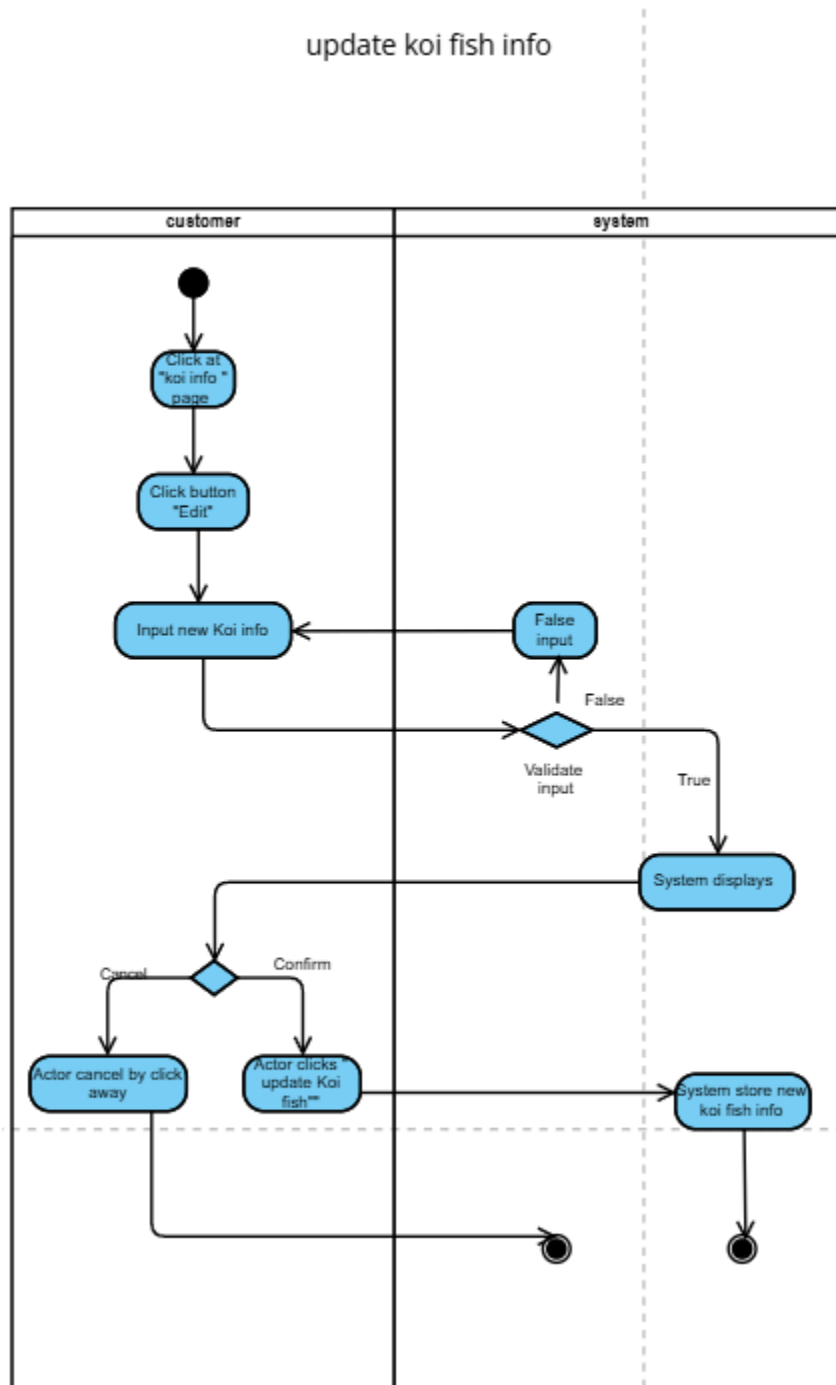 update koi fish info
customer
system
Click at
"koi info "
page
Click button
"Edit"
Input new Koi info
False
input
False
Validate
input
True
System displays
Cancel
Confirm
Actor cancel by click
away
Actor clicks "
update Koi
fish""
System store new
koi fish info